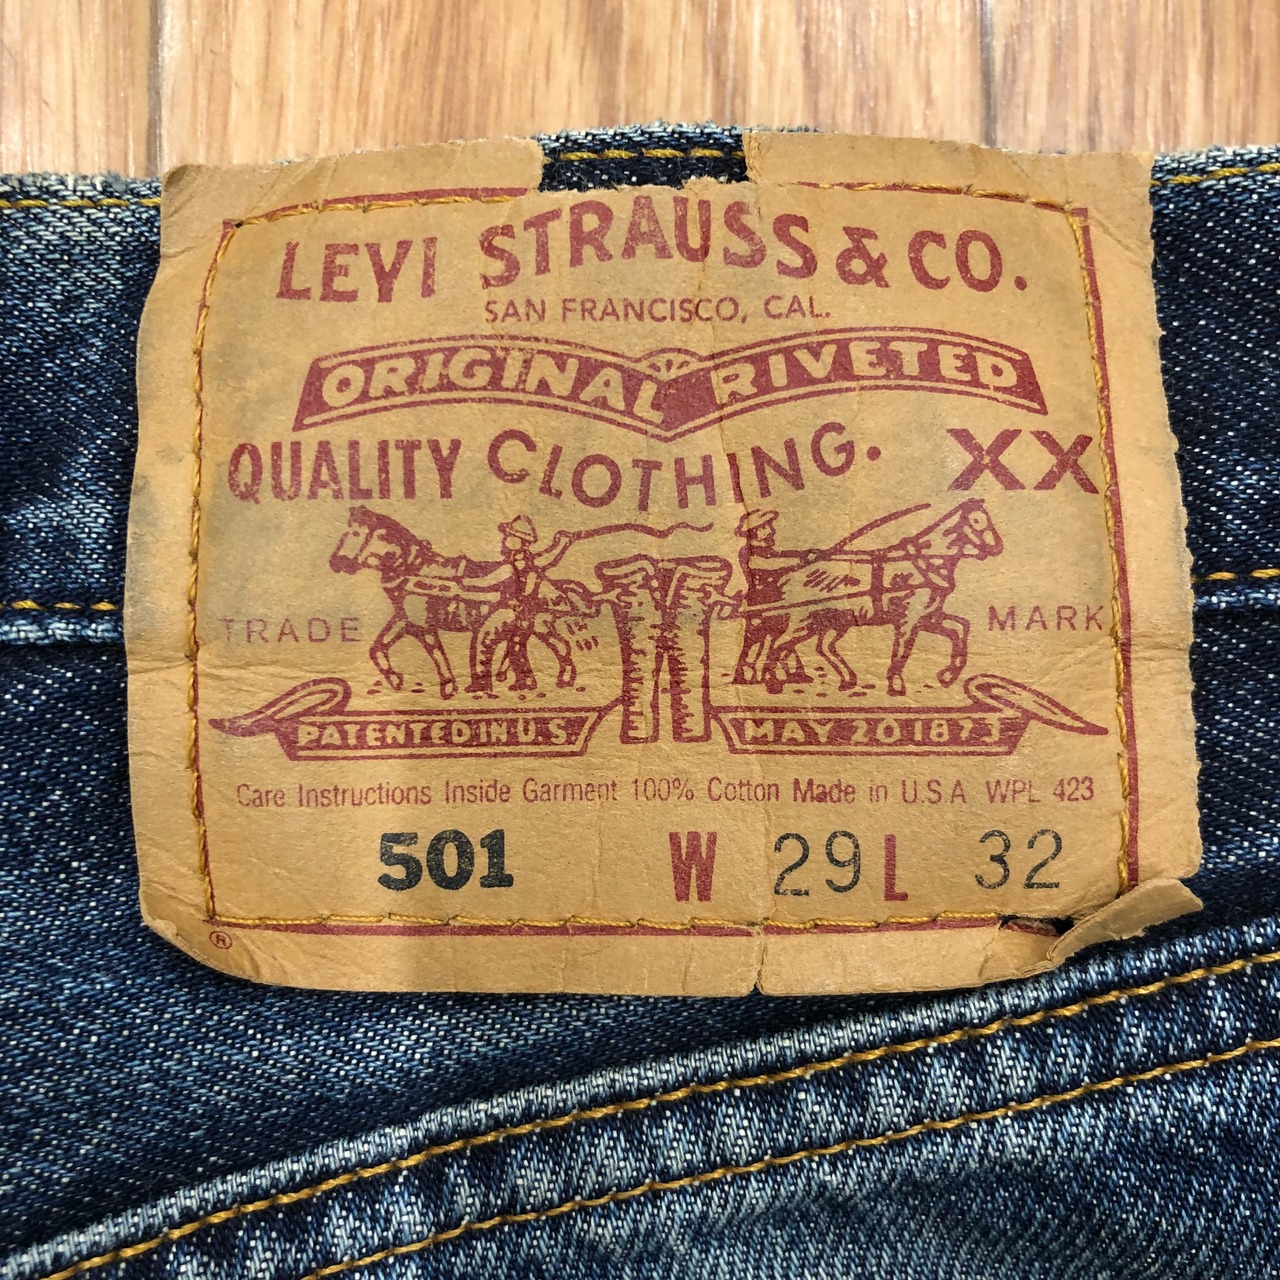 LEVI STRAUSS & CO.
SAN FRANCISCO, CAL.
ORIGINAL RIVETED
QUALITY CLOTHING. XX
TRADE MARK
PATENTED IN U.S. MAY 20 1873
Care Instructions Inside Garment 100% Cotton Made in U.S.A WPL 423
501 W 29 L 32
®